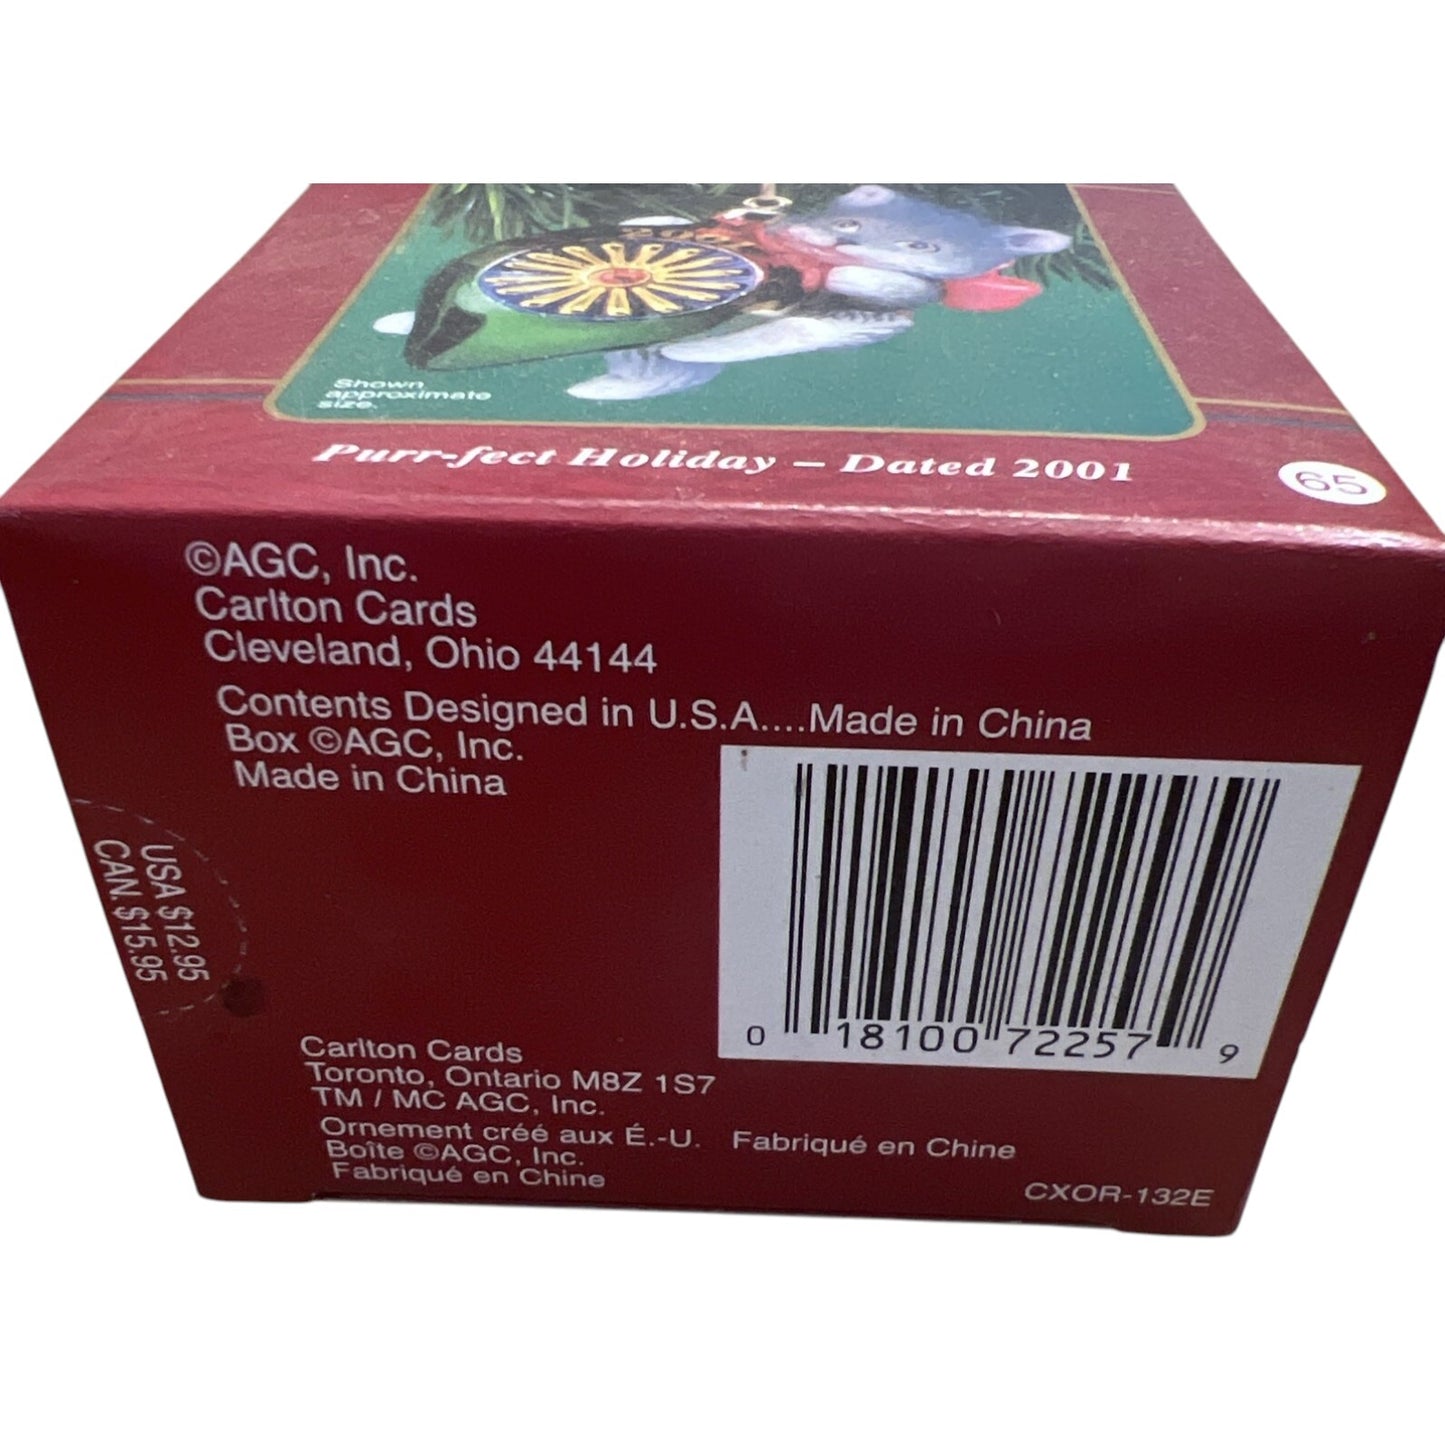 2001
Shown
approximate
size.
Purr-fect Holiday – Dated 2001
65
©AGC, Inc.
Carlton Cards
Cleveland, Ohio 44144
Contents Designed in U.S.A....Made in China
Box ©AGC, Inc.
Made in China
USA $12.95
CAN. $15.95
0 18100 72257 9
Carlton Cards
Toronto, Ontario M8Z 1S7
TM / MC AGC, Inc.
Ornement créé aux É.-U. Fabriqué en Chine
Boîte ©AGC, Inc.
Fabriqué en Chine
CXOR-132E